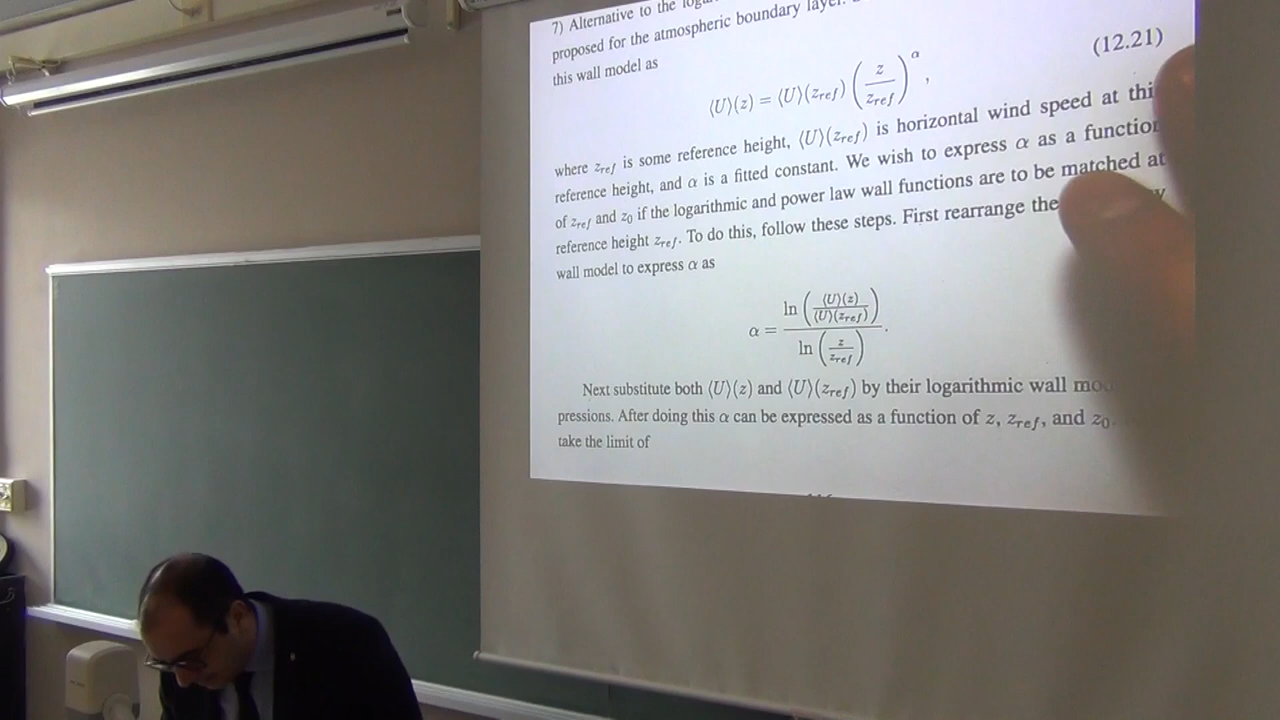 7) Alternative to the
proposed for the atmospheric boundary layer.
this wall model as
⟨U⟩(z) = ⟨U⟩(z_ref) (z/z_ref)^α , (12.21)
where z_ref is some reference height, ⟨U⟩(z_ref) is horizontal wind speed at thi
reference height, and α is a fitted constant. We wish to express α as a function
of z_ref and z_0 if the logarithmic and power law wall functions are to be matched at
reference height z_ref. To do this, follow these steps. First rearrange the
wall model to express α as
α = ln(⟨U⟩(z)/⟨U⟩(z_ref)) / ln(z/z_ref).
Next substitute both ⟨U⟩(z) and ⟨U⟩(z_ref) by their logarithmic wall
pressions. After doing this α can be expressed as a function of z, z_ref, and z_0.
take the limit of